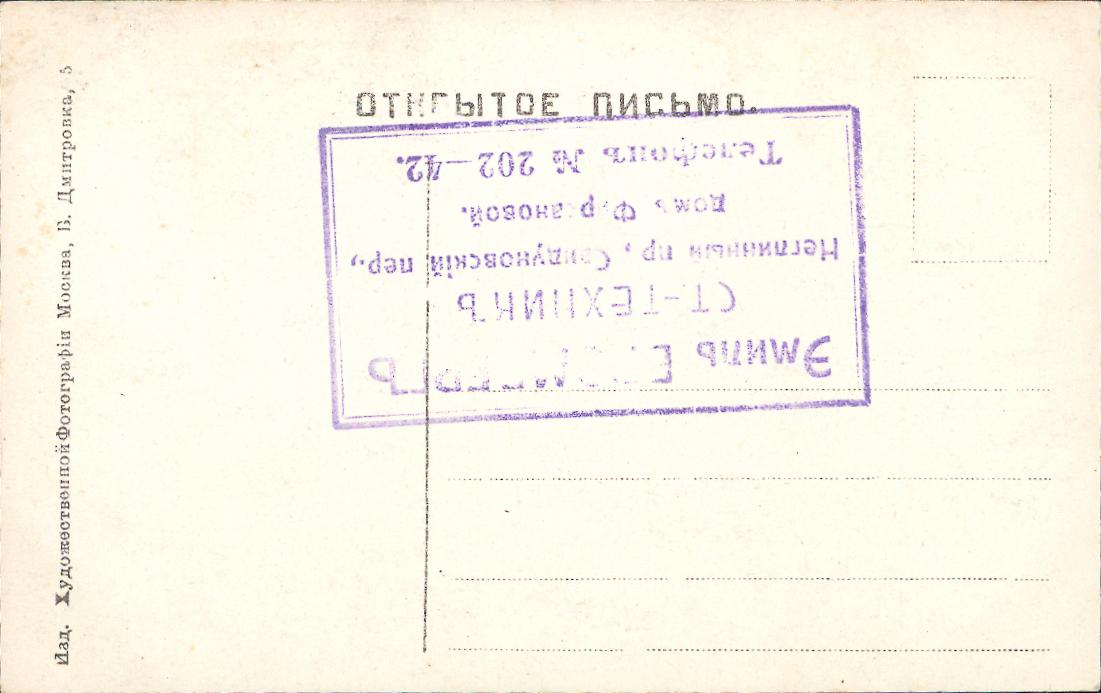 ОТКРЫТОЕ ПИСЬМО.
Эмиль
СТ.-ТЕХНИКЪ
Неглинный пр., Сандуновскій пер.,
домъ Фирсановой.
Телефонъ № 202—42.
Изд. Художественной Фотографіи Москва, Б. Дмитровка, 5